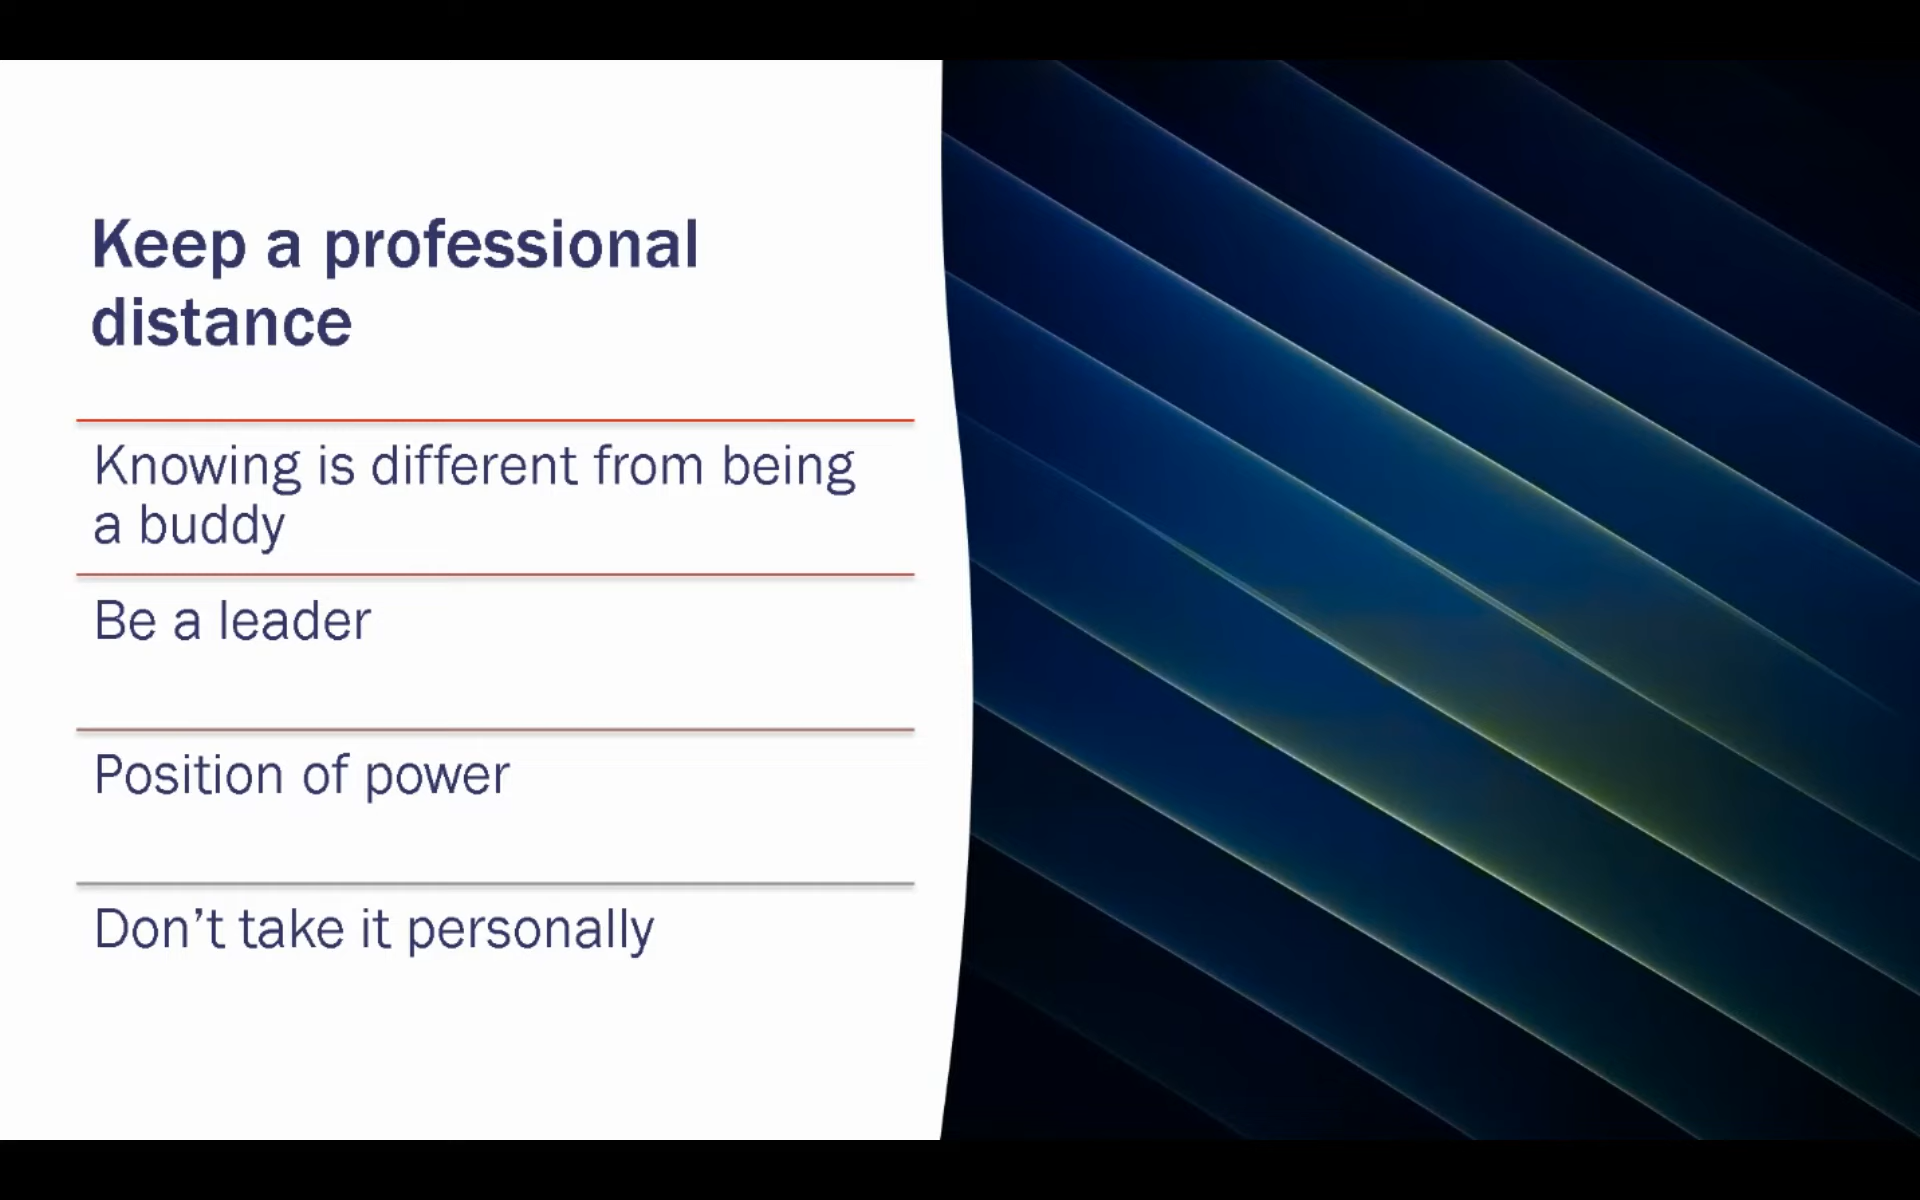 Keep a professional
distance
Knowing is different from being
a buddy
Be a leader
Position of power
Don’t take it personally